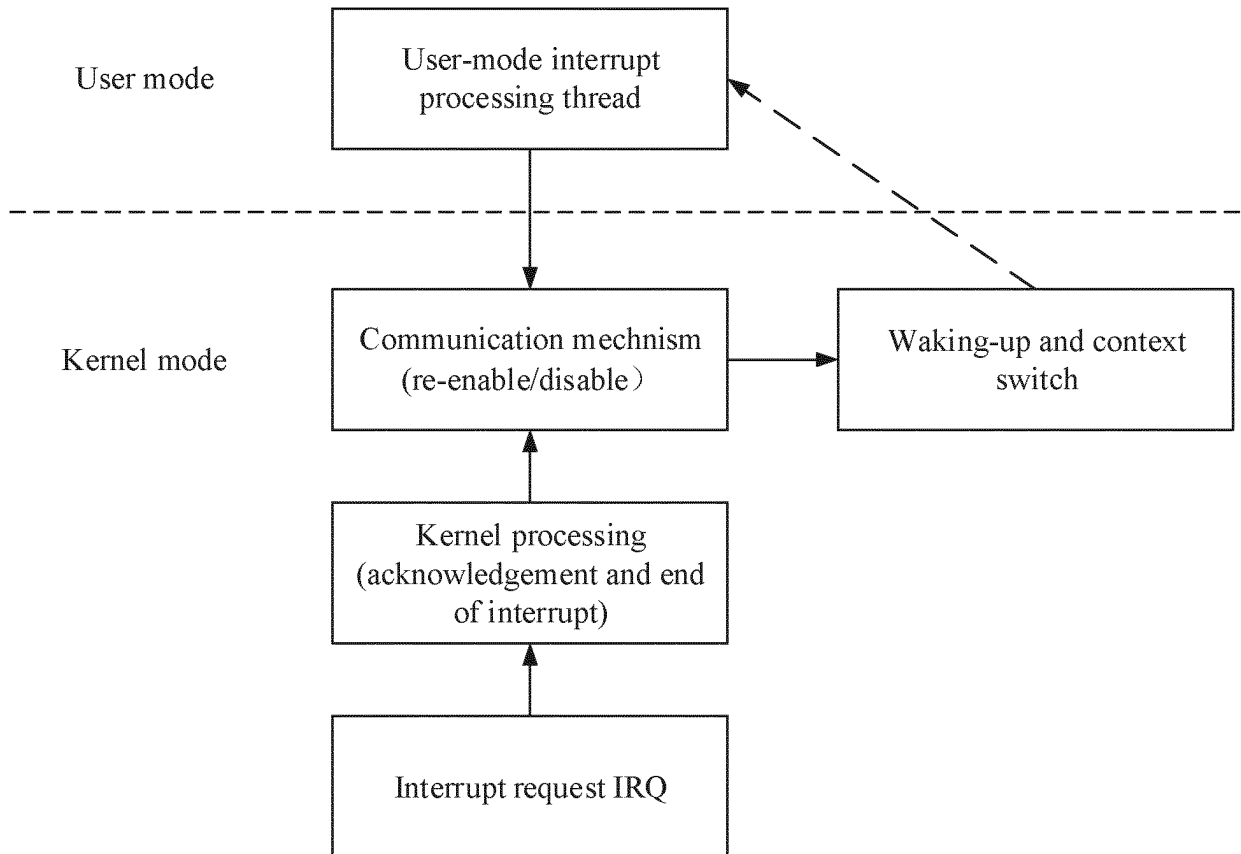 User mode
User-mode interrupt
processing thread
Kernel mode
Communication mechnism
(re-enable/disable）
Waking-up and context
switch
Kernel processing
(acknowledgement and end
of interrupt)
Interrupt request IRQ